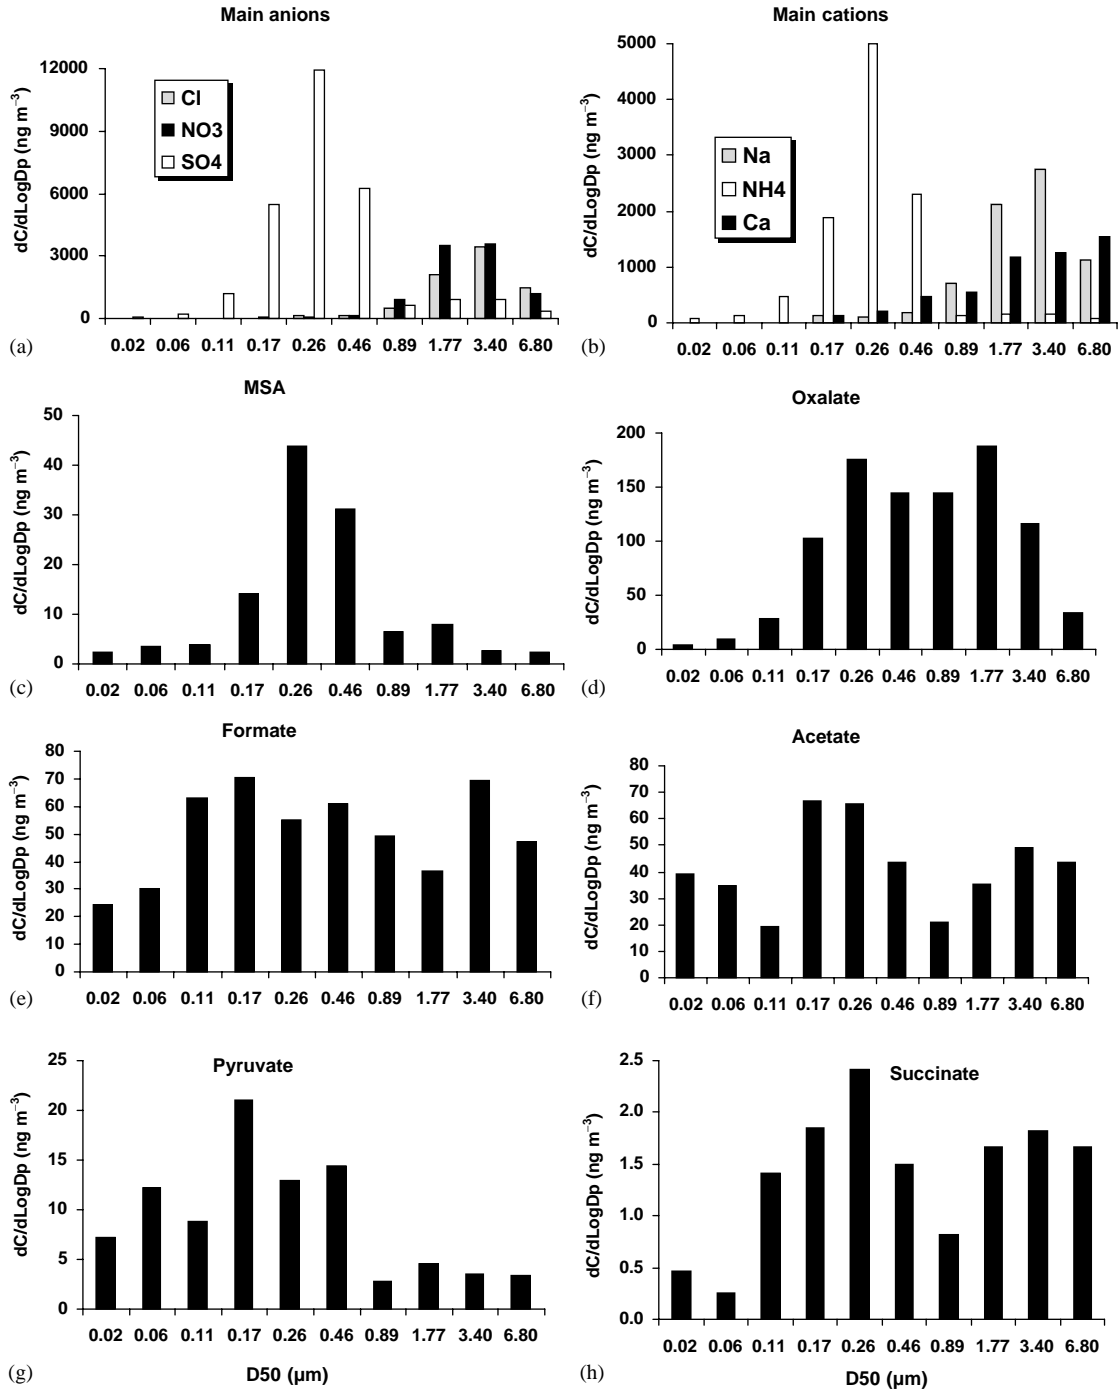 Main anions
dC/dLogDp (ng m⁻³)
12000
9000
6000
3000
0
Cl
NO3
SO4
0.02 0.06 0.11 0.17 0.26 0.46 0.89 1.77 3.40 6.80
(a)
Main cations
dC/dLogDp (ng m⁻³)
5000
4000
3000
2000
1000
0
Na
NH4
Ca
0.02 0.06 0.11 0.17 0.26 0.46 0.89 1.77 3.40 6.80
(b)
MSA
dC/dLogDp (ng m⁻³)
50
40
30
20
10
0
0.02 0.06 0.11 0.17 0.26 0.46 0.89 1.77 3.40 6.80
(c)
Oxalate
dC/dLogDp (ng m⁻³)
200
150
100
50
0
0.02 0.06 0.11 0.17 0.26 0.46 0.89 1.77 3.40 6.80
(d)
Formate
dC/dLogDp (ng m⁻³)
80
70
60
50
40
30
20
10
0
0.02 0.06 0.11 0.17 0.26 0.46 0.89 1.77 3.40 6.80
(e)
Acetate
dC/dLogDp (ng m⁻³)
80
70
60
50
40
30
20
10
0
0.02 0.06 0.11 0.17 0.26 0.46 0.89 1.77 3.40 6.80
(f)
Pyruvate
dC/dLogDp (ng m⁻³)
25
20
15
10
5
0
0.02 0.06 0.11 0.17 0.26 0.46 0.89 1.77 3.40 6.80
(g)
D50 (μm)
Succinate
dC/dLogDp (ng m⁻³)
2.5
2.0
1.5
1.0
0.5
0.0
0.02 0.06 0.11 0.17 0.26 0.46 0.89 1.77 3.40 6.80
(h)
D50 (μm)